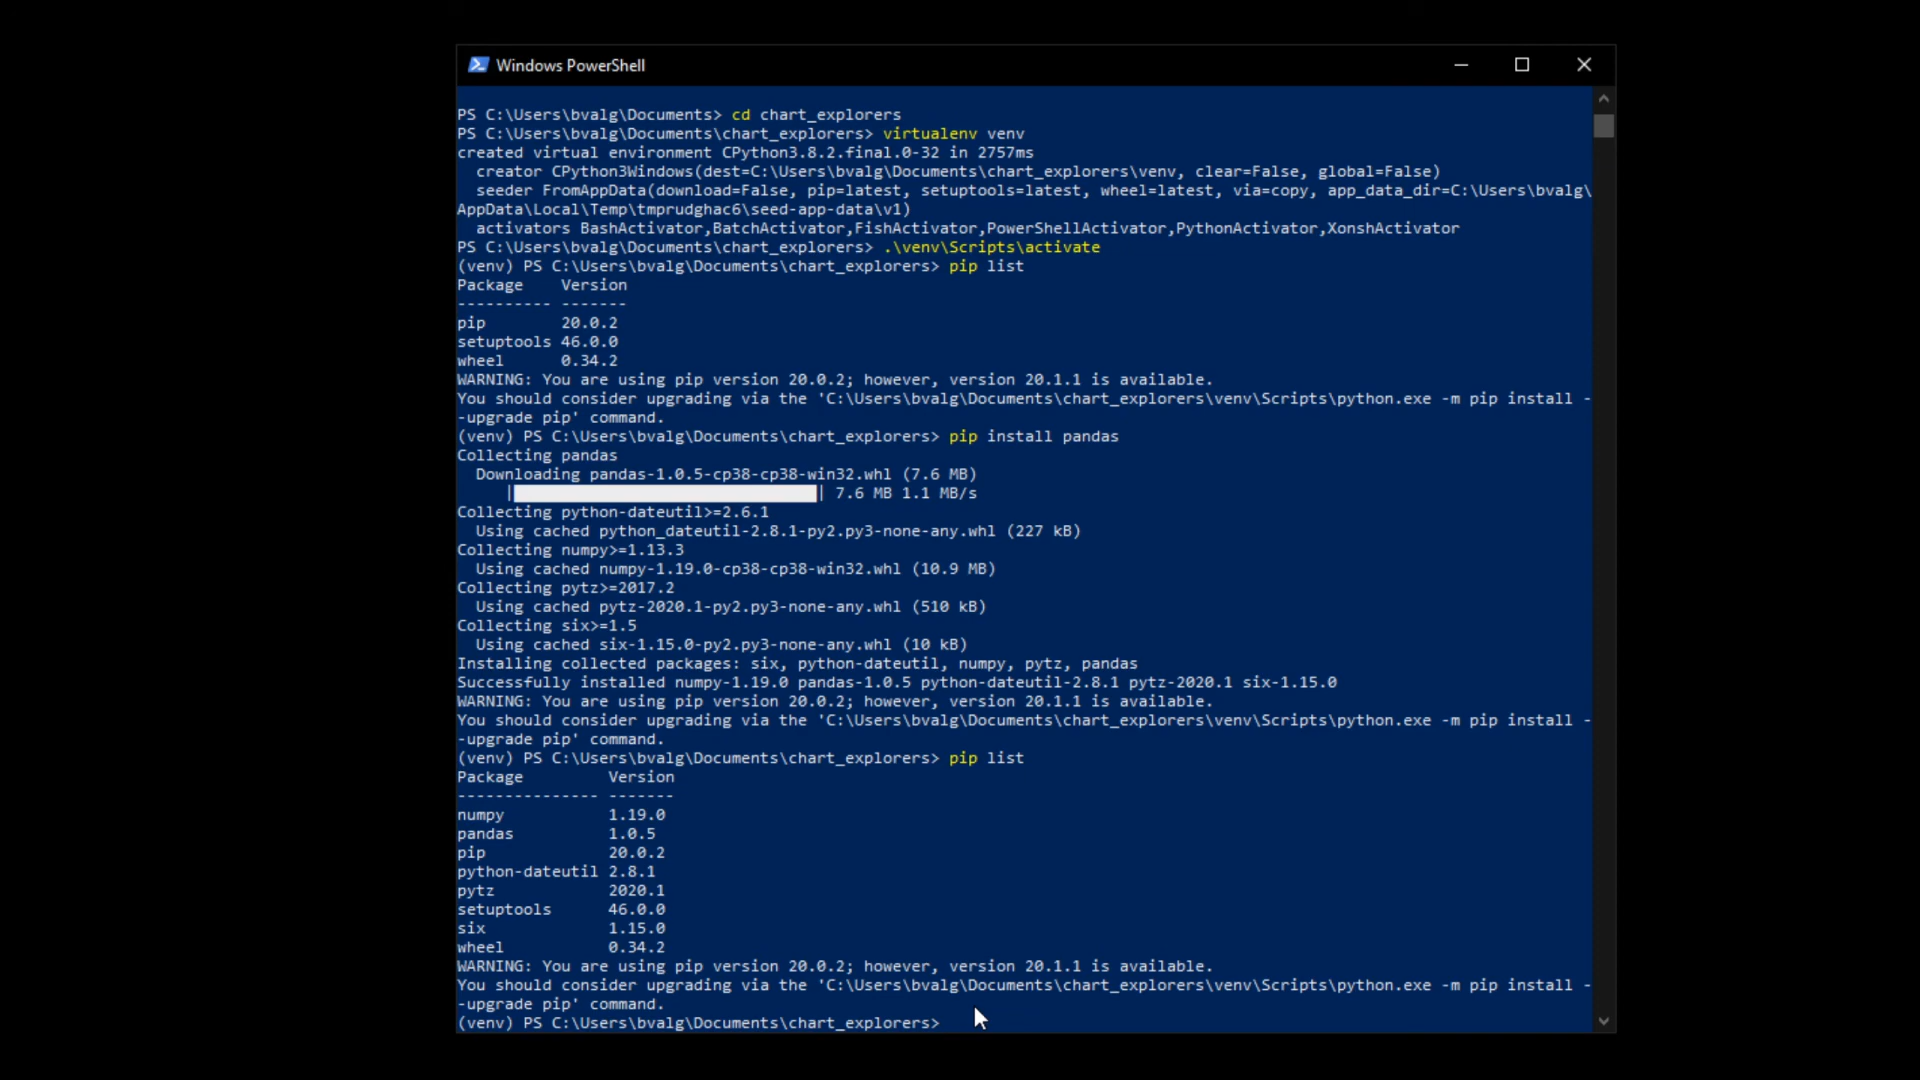 Windows PowerShell
PS C:\Users\bvalg\Documents> cd chart_explorers
PS C:\Users\bvalg\Documents\chart_explorers> virtualenv venv
created virtual environment CPython3.8.2.final.0-32 in 2757ms
  creator CPython3Windows(dest=C:\Users\bvalg\Documents\chart_explorers\venv, clear=False, global=False)
  seeder FromAppData(download=False, pip=latest, setuptools=latest, wheel=latest, via=copy, app_data_dir=C:\Users\bvalg\
AppData\Local\Temp\tmprudghac6\seed-app-data\v1)
  activators BashActivator,BatchActivator,FishActivator,PowerShellActivator,PythonActivator,XonshActivator
PS C:\Users\bvalg\Documents\chart_explorers> .\venv\Scripts\activate
(venv) PS C:\Users\bvalg\Documents\chart_explorers> pip list
Package    Version
---------- -------
pip        20.0.2
setuptools 46.0.0
wheel      0.34.2
WARNING: You are using pip version 20.0.2; however, version 20.1.1 is available.
You should consider upgrading via the 'C:\Users\bvalg\Documents\chart_explorers\venv\Scripts\python.exe -m pip install -
-upgrade pip' command.
(venv) PS C:\Users\bvalg\Documents\chart_explorers> pip install pandas
Collecting pandas
  Downloading pandas-1.0.5-cp38-cp38-win32.whl (7.6 MB)
     |████████████████████████████████| 7.6 MB 1.1 MB/s
Collecting python-dateutil>=2.6.1
  Using cached python_dateutil-2.8.1-py2.py3-none-any.whl (227 kB)
Collecting numpy>=1.13.3
  Using cached numpy-1.19.0-cp38-cp38-win32.whl (10.9 MB)
Collecting pytz>=2017.2
  Using cached pytz-2020.1-py2.py3-none-any.whl (510 kB)
Collecting six>=1.5
  Using cached six-1.15.0-py2.py3-none-any.whl (10 kB)
Installing collected packages: six, python-dateutil, numpy, pytz, pandas
Successfully installed numpy-1.19.0 pandas-1.0.5 python-dateutil-2.8.1 pytz-2020.1 six-1.15.0
WARNING: You are using pip version 20.0.2; however, version 20.1.1 is available.
You should consider upgrading via the 'C:\Users\bvalg\Documents\chart_explorers\venv\Scripts\python.exe -m pip install -
-upgrade pip' command.
(venv) PS C:\Users\bvalg\Documents\chart_explorers> pip list
Package         Version
--------------- -------
numpy           1.19.0
pandas          1.0.5
pip             20.0.2
python-dateutil 2.8.1
pytz            2020.1
setuptools      46.0.0
six             1.15.0
wheel           0.34.2
WARNING: You are using pip version 20.0.2; however, version 20.1.1 is available.
You should consider upgrading via the 'C:\Users\bvalg\Documents\chart_explorers\venv\Scripts\python.exe -m pip install -
-upgrade pip' command.
(venv) PS C:\Users\bvalg\Documents\chart_explorers>